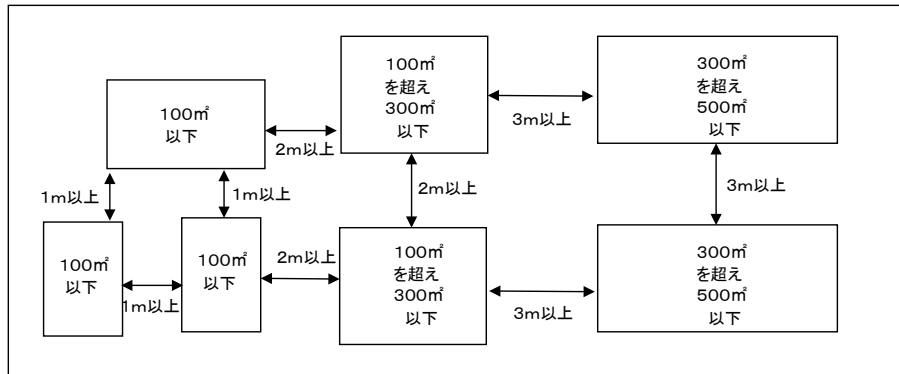 100㎡
以下
2m以上
100㎡
を超え
300㎡
以下
3m以上
300㎡
を超え
500㎡
以下
1m以上
1m以上
2m以上
3m以上
100㎡
以下
1m以上
100㎡
以下
2m以上
100㎡
を超え
300㎡
以下
3m以上
300㎡
を超え
500㎡
以下